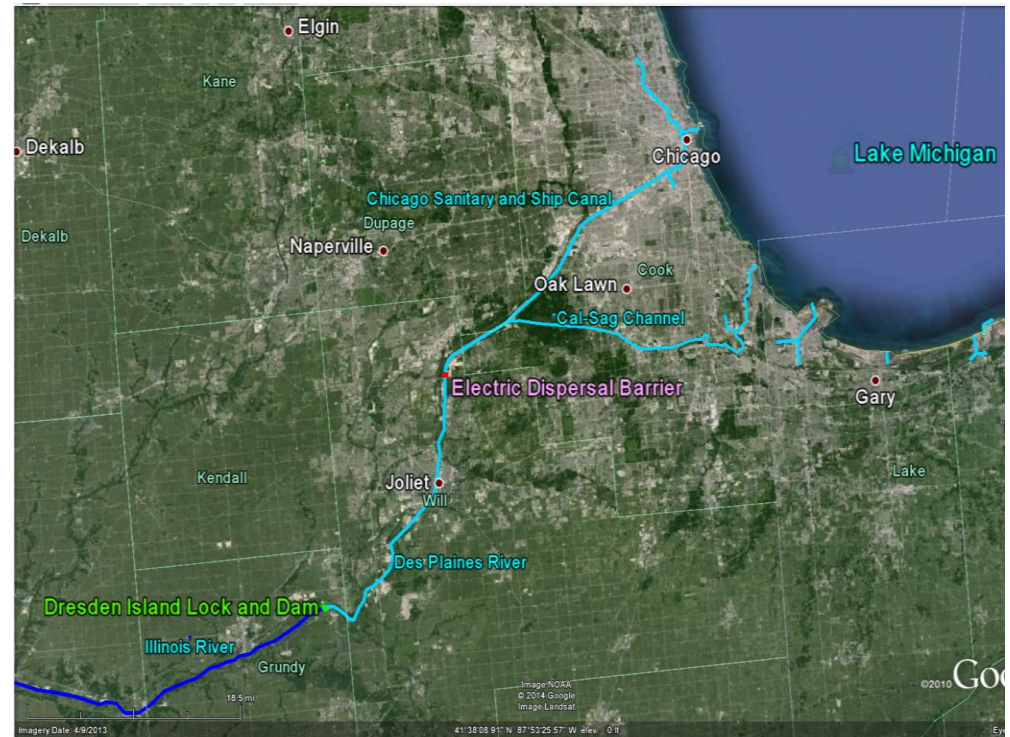 Elgin
Kane
Dekalb
Chicago
Lake Michigan
Chicago Sanitary and Ship Canal
Dupage
Dekalb
Naperville
Cook
Oak Lawn
Cal-Sag Channel
Electric Dispersal Barrier
Gary
Lake
Kendall
Joliet
Will
Des Plaines River
Dresden Island Lock and Dam
Illinois River
Grundy
18.5 mi
Image NOAA
© 2014 Google
Image Landsat
©2010 Goo
Imagery Date: 4/9/2013
41°38'08.91" N 87°53'25.57" W elev 0 ft
Eye